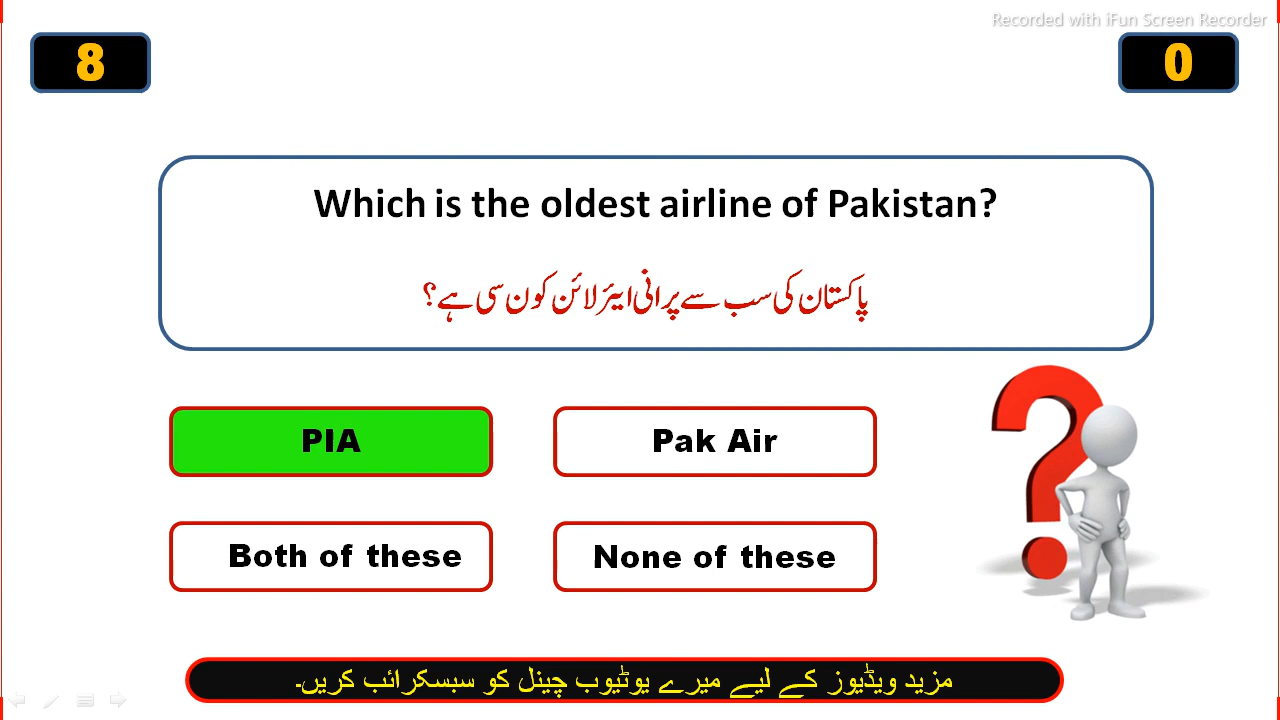 Recorded with iFun Screen Recorder
8
0
Which is the oldest airline of Pakistan?
پاکستان کی سب سے پرانی ایئر لائن کون سی ہے؟
PIA
Pak Air
Both of these
None of these
مزید ویڈیوز کے لیے میرے یوٹیوب چینل کو سبسکرائب کریں۔